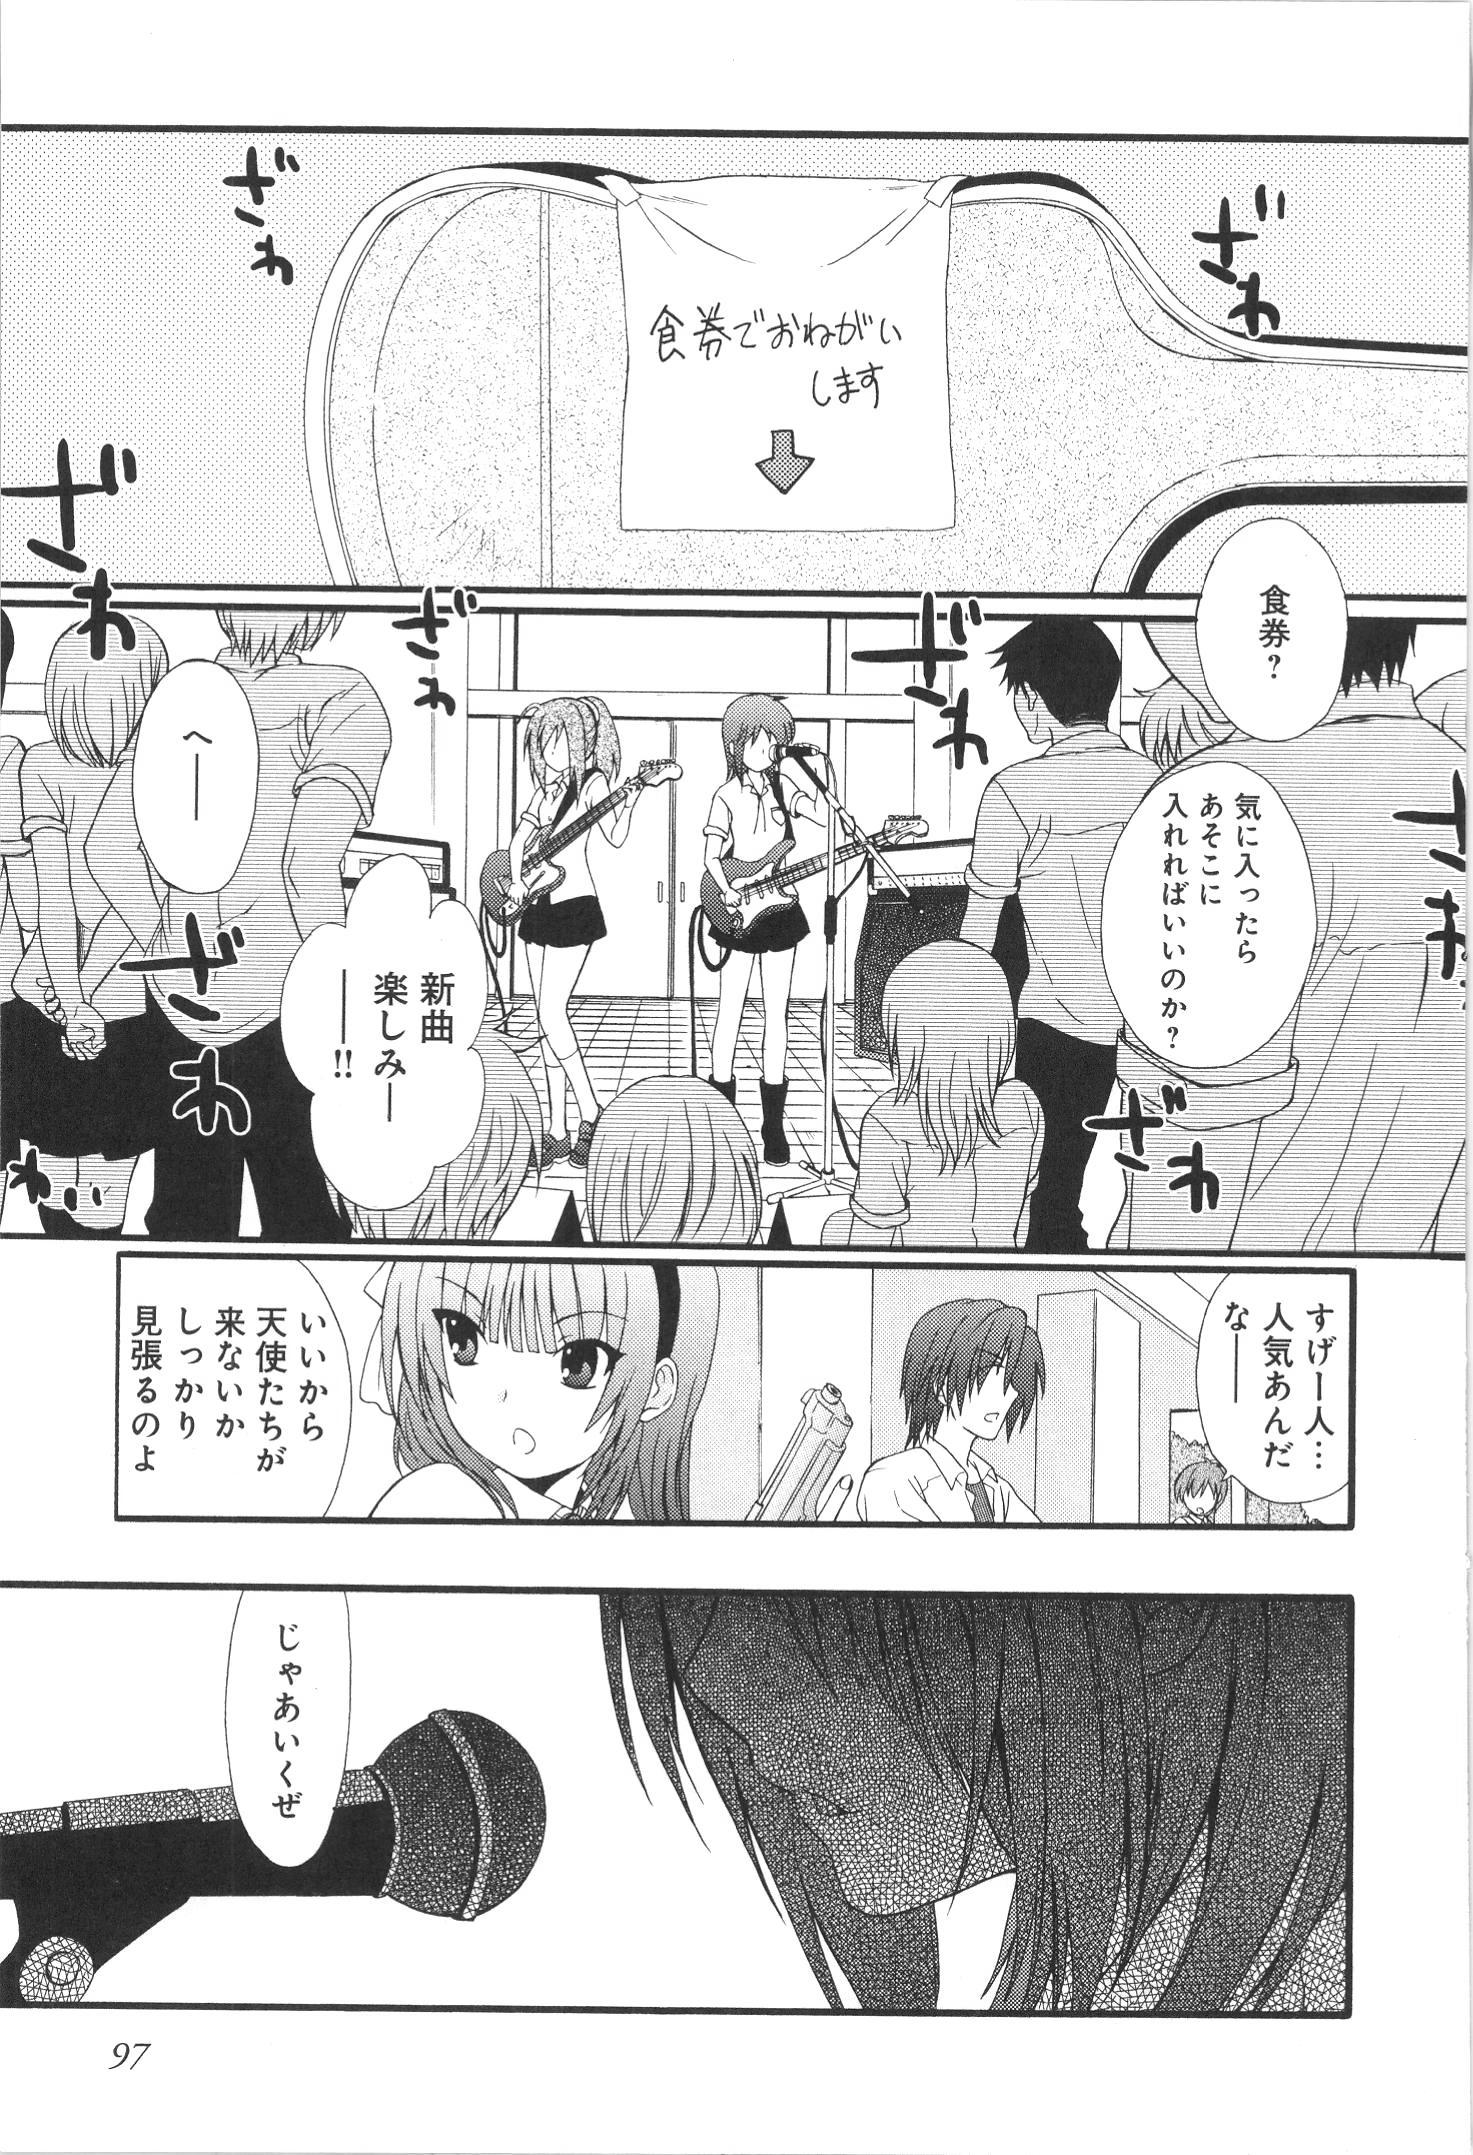 ざわ
ざわ
食券でおねがい
します
食券?
気に入ったら
あそこに
入れればいいのか?
ざわ
ざわ
ざわ
ざわ
へ――
新曲
楽しみー
――!!
ざわ
ざわ
ざわ
わい
すげー人…
人気あんだ
な――
いいから
天使たちが
来ないか
しっかり
見張るのよ
じゃあいくぜ
97